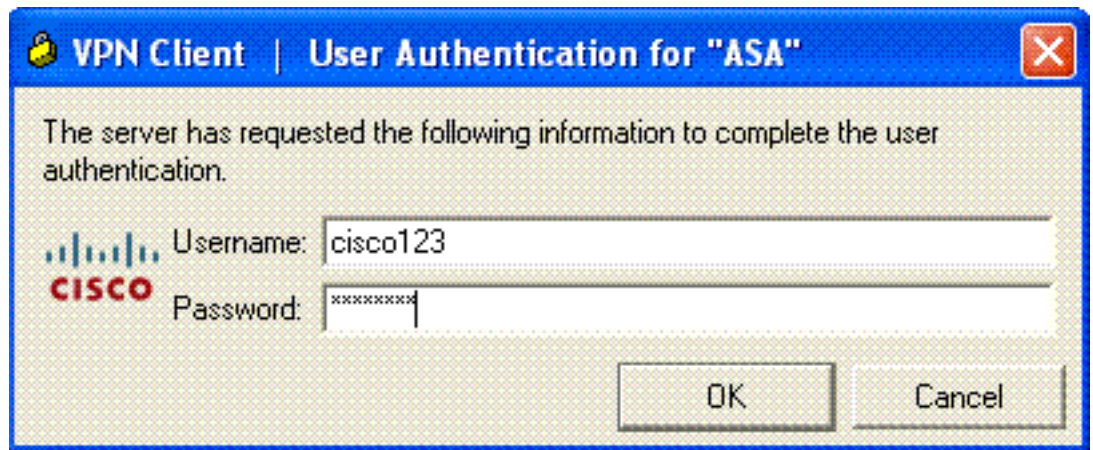 VPN Client | User Authentication for "ASA"
The server has requested the following information to complete the user
authentication.
Username: cisco123
CISCO
Password: ********
OK Cancel